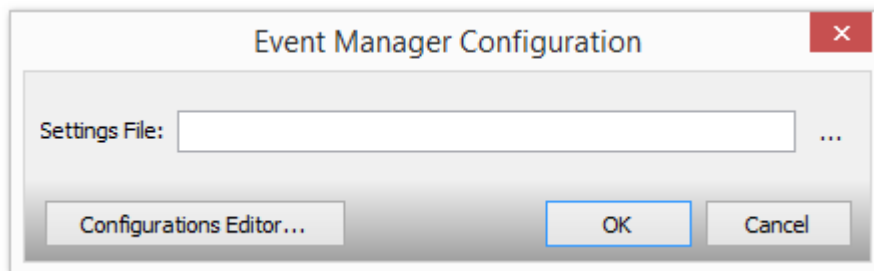 Event Manager Configuration
Settings File: ...
Configurations Editor... OK Cancel